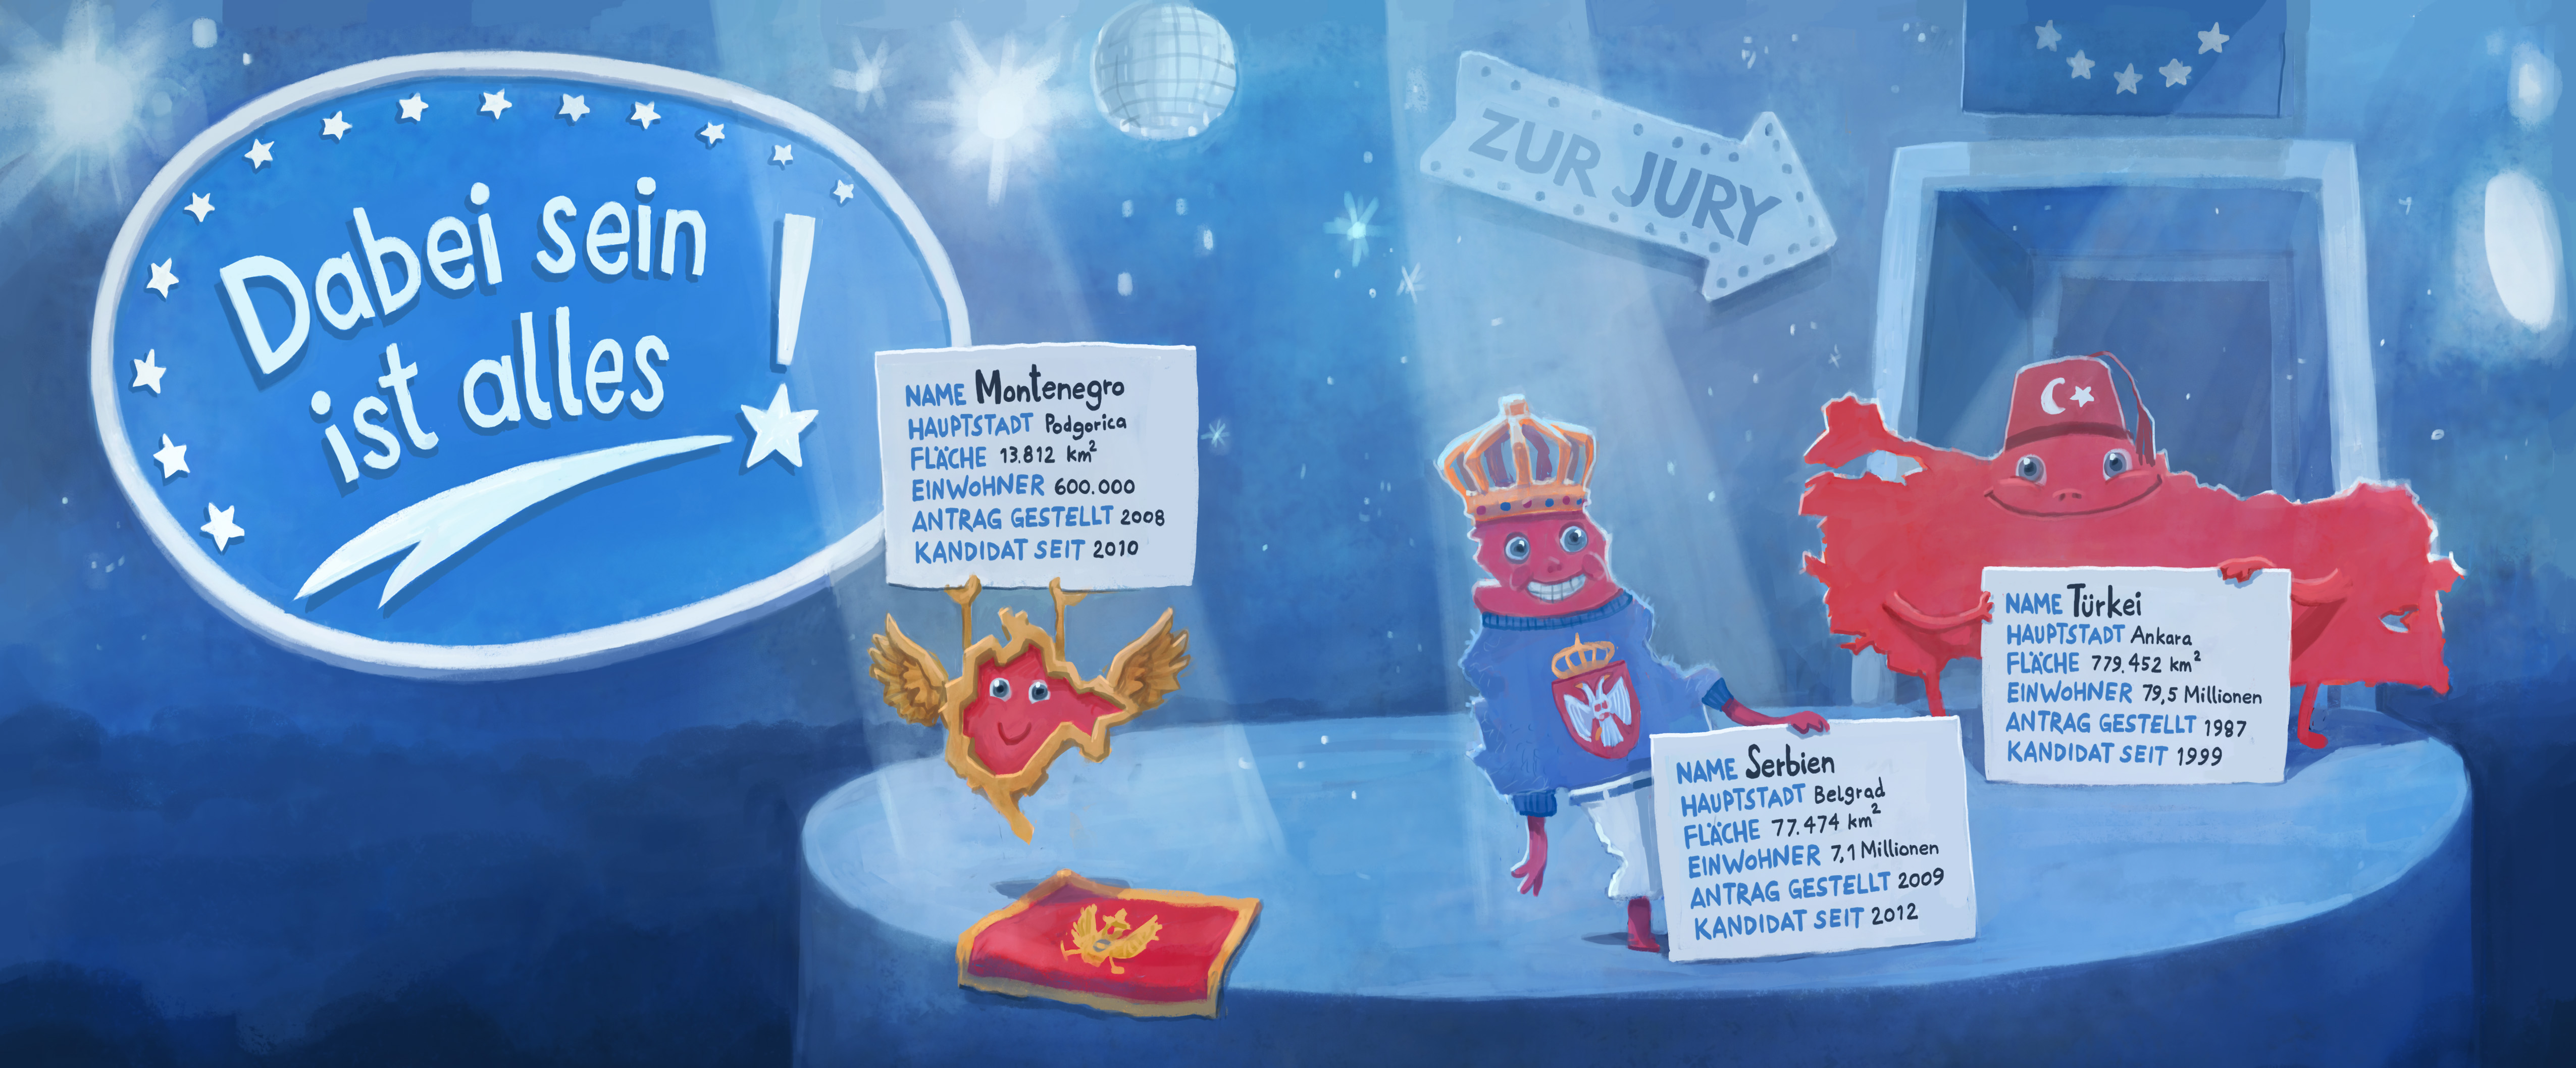 Dabei sein
ist alles!
ZUR JURY
NAME Montenegro
HAUPTSTADT Podgorica
FLÄCHE 13.812 km²
EINWOHNER 600.000
ANTRAG GESTELLT 2008
KANDIDAT SEIT 2010
NAME Serbien
HAUPTSTADT Belgrad
FLÄCHE 77.474 km²
EINWOHNER 7,1 Millionen
ANTRAG GESTELLT 2009
KANDIDAT SEIT 2012
NAME Türkei
HAUPTSTADT Ankara
FLÄCHE 779.452 km²
EINWOHNER 79,5 Millionen
ANTRAG GESTELLT 1987
KANDIDAT SEIT 1999